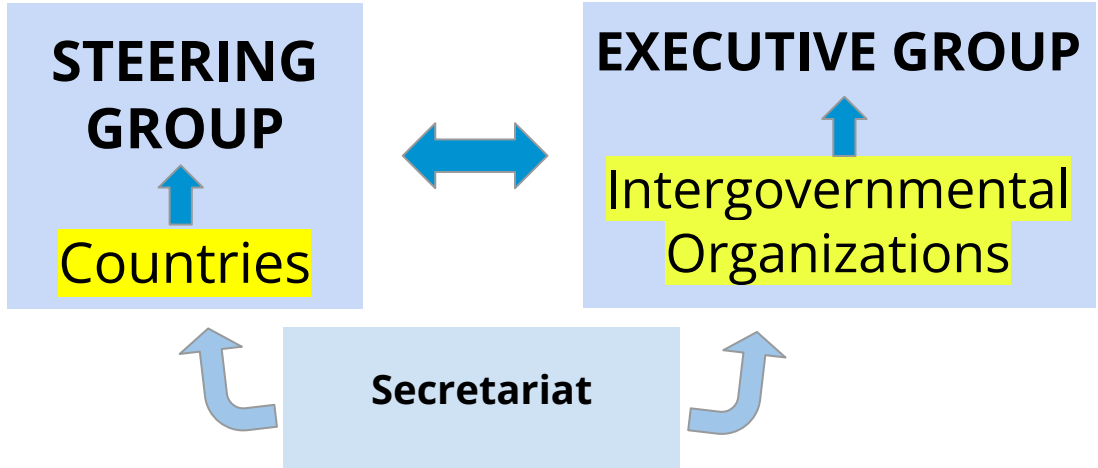 STEERING
GROUP
Countries
EXECUTIVE GROUP
Intergovernmental
Organizations
Secretariat